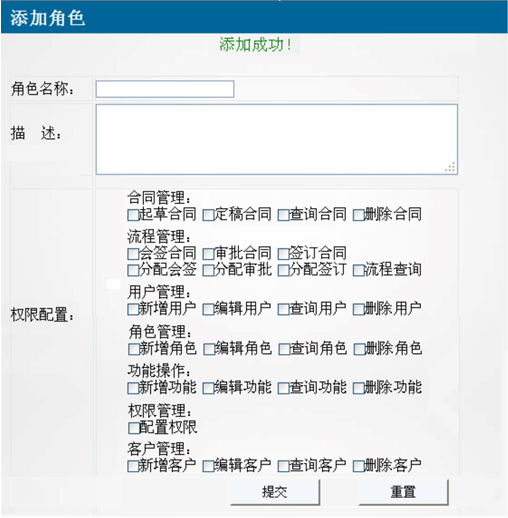 添加角色
添加成功!
角色名称:
描 述:
权限配置:
合同管理:
起草合同 定稿合同 查询合同 删除合同
流程管理:
会签合同 审批合同 签订合同
分配会签 分配审批 分配签订 流程查询
用户管理:
新增用户 编辑用户 查询用户 删除用户
角色管理:
新增角色 编辑角色 查询角色 删除角色
功能操作:
新增功能 编辑功能 查询功能 删除功能
权限管理:
配置权限
客户管理:
新增客户 编辑客户 查询客户 删除客户
提交 重置